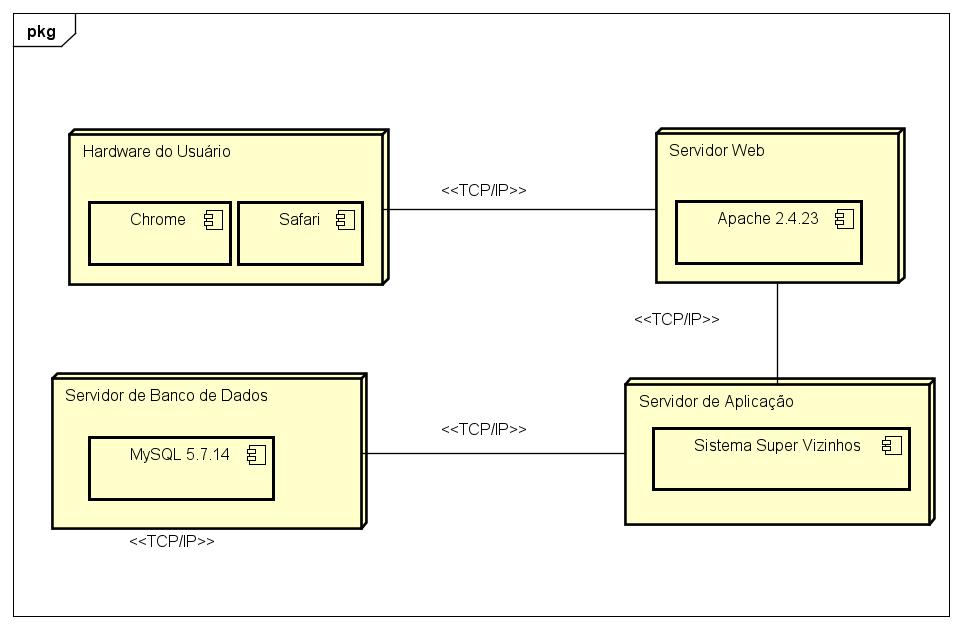 pkg
Hardware do Usuário
Chrome
Safari
<<TCP/IP>>
Servidor Web
Apache 2.4.23
<<TCP/IP>>
Servidor de Banco de Dados
MySQL 5.7.14
<<TCP/IP>>
Servidor de Aplicação
Sistema Super Vizinhos
<<TCP/IP>>